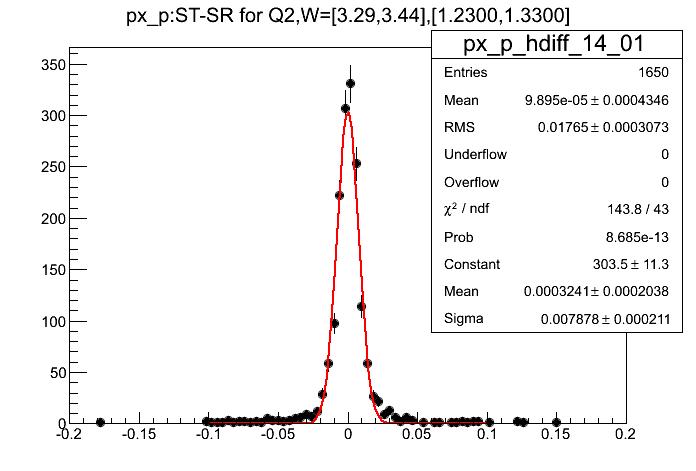 px_p:ST-SR for Q2,W=[3.29,3.44],[1.2300,1.3300]
px_p_hdiff_14_01
Entries 1650
Mean 9.895e-05 ± 0.0004346
RMS 0.01765 ± 0.0003073
Underflow 0
Overflow 0
χ² / ndf 143.8 / 43
Prob 8.685e-13
Constant 303.5 ± 11.3
Mean 0.0003241 ± 0.0002038
Sigma 0.007878 ± 0.000211
350
300
250
200
150
100
50
0
-0.2 -0.15 -0.1 -0.05 0 0.05 0.1 0.15 0.2